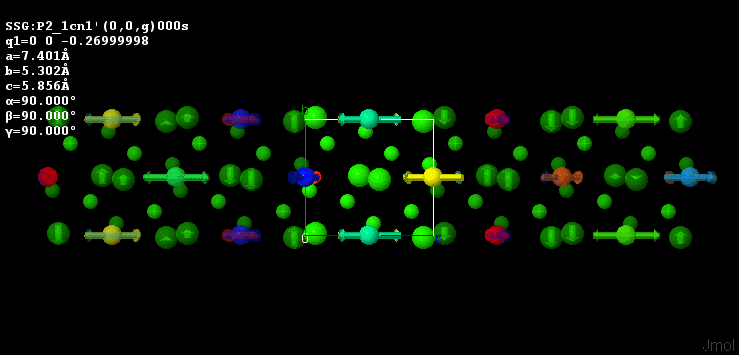 SSG:P2_1cn1'(0,0,g)000s
q1=0 0 -0.26999998
a=7.401Å
b=5.302Å
c=5.856Å
α=90.000°
β=90.000°
γ=90.000°
0
Jmol